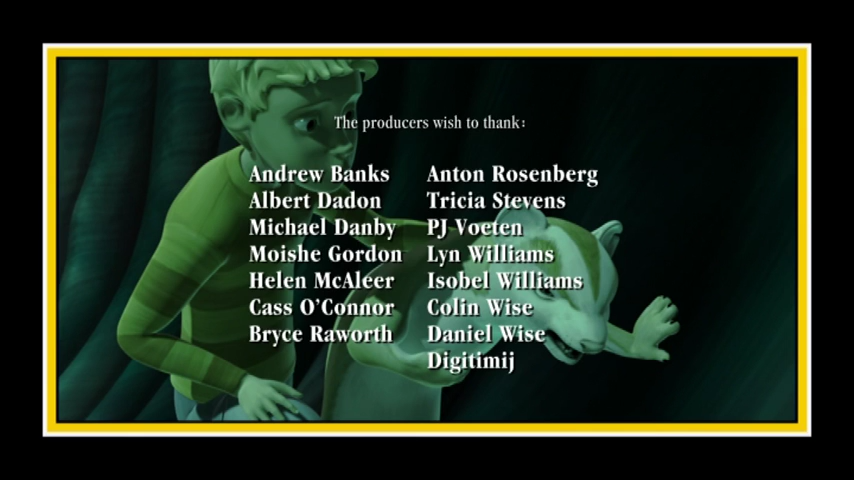 The producers wish to thank:
Andrew Banks
Albert Dadon
Michael Danby
Moishe Gordon
Helen McAleer
Cass O'Connor
Bryce Raworth
Anton Rosenberg
Tricia Stevens
PJ Voeten
Lyn Williams
Isobel Williams
Colin Wise
Daniel Wise
Digitimij